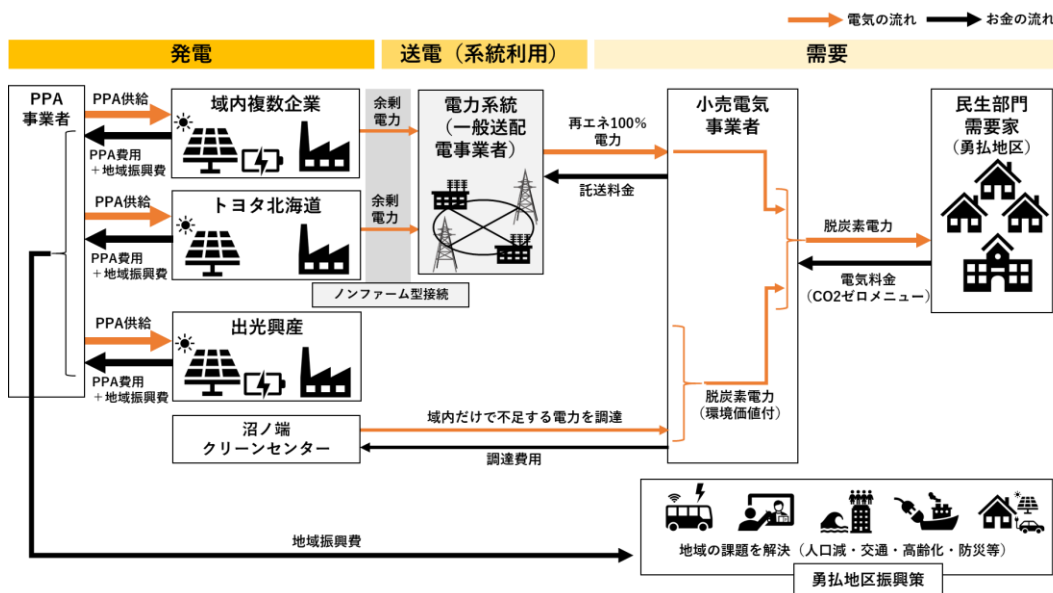 電気の流れ
お金の流れ
発電
送電（系統利用）
需要
PPA
事業者
PPA供給
PPA費用
＋地域振興費
域内複数企業
余剰
電力
電力系統
（一般送配
電事業者）
再エネ100%
電力
託送料金
小売電気
事業者
民生部門
需要家
（勇払地区）
PPA供給
PPA費用
＋地域振興費
トヨタ北海道
余剰
電力
ノンファーム型接続
脱炭素電力
電気料金
（CO2ゼロメニュー）
PPA供給
PPA費用
＋地域振興費
出光興産
脱炭素電力
（環境価値付）
沼ノ端
クリーンセンター
域内だけで不足する電力を調達
調達費用
地域振興費
地域の課題を解決（人口減・交通・高齢化・防災等）
勇払地区振興策